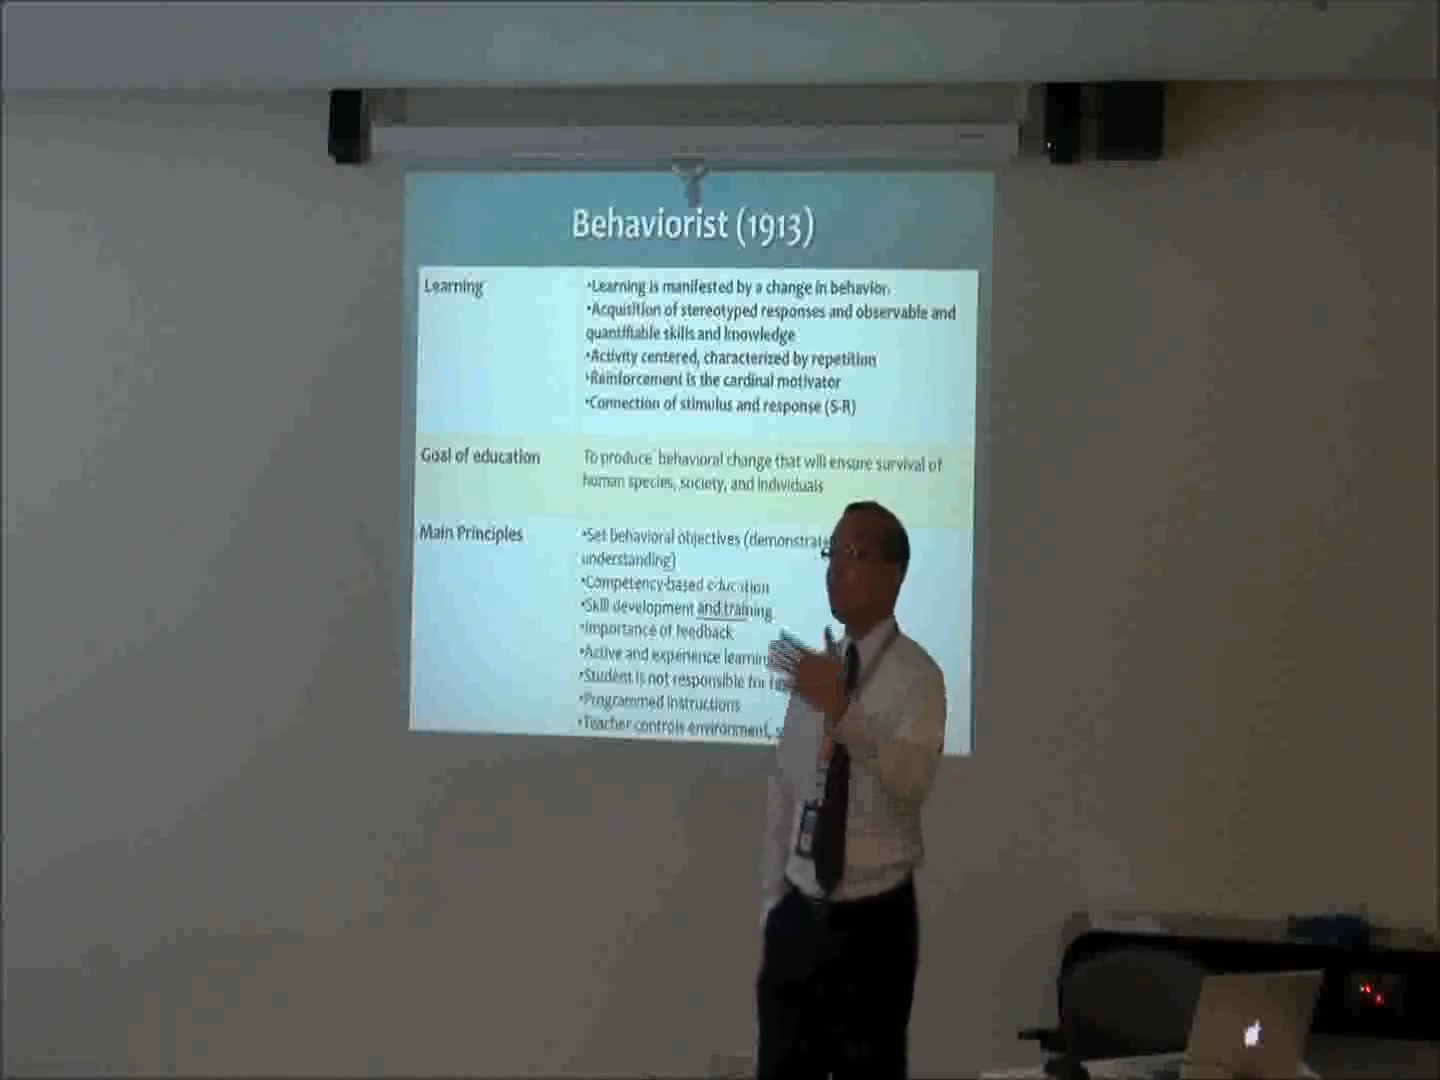 Behaviorist (1913)
Learning
•Learning is manifested by a change in behavior.
•Acquisition of stereotyped responses and observable and
quantifiable skills and knowledge
•Activity centered, characterized by repetition
•Reinforcement is the cardinal motivator
•Connection of stimulus and response (S-R)
Goal of education
To produce behavioral change that will ensure survival of
human species, society, and individuals
Main Principles
•Set behavioral objectives (demonstrate
understanding)
•Competency-based education
•Skill development and training
•Importance of feedback
•Active and experience learning
•Student is not responsible for
•Programmed instructions
•Teacher controls environment,